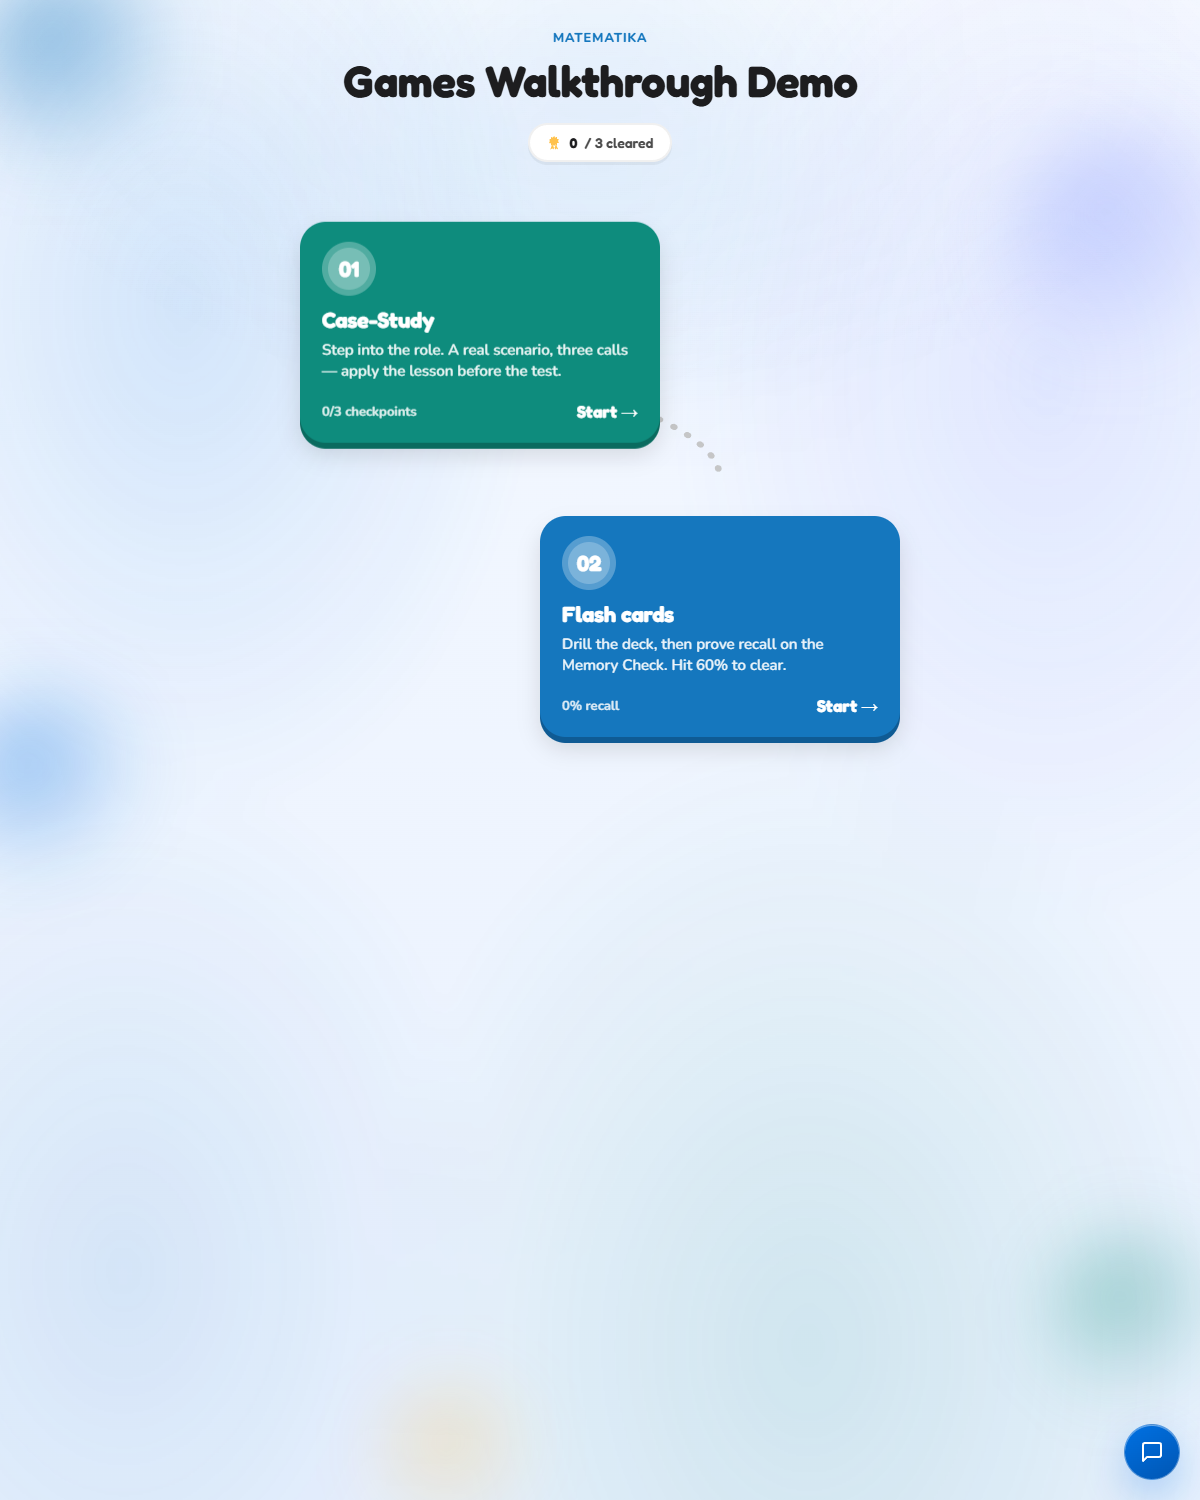 MATEMATIKA
Games Walkthrough Demo
0 / 3 cleared
01
Case-Study
Step into the role. A real scenario, three calls
— apply the lesson before the test.
0/3 checkpoints
Start →
02
Flash cards
Drill the deck, then prove recall on the
Memory Check. Hit 60% to clear.
0% recall
Start →